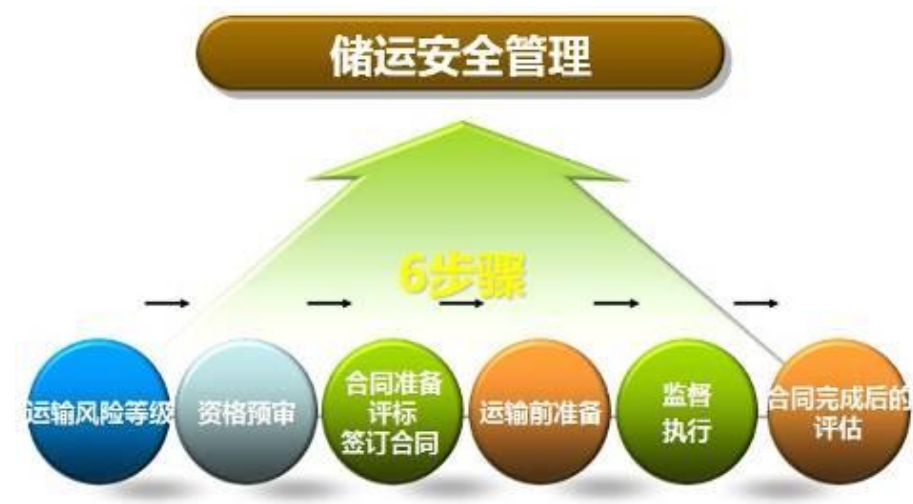 储运安全管理
6步骤
运输风险等级
资格预审
合同准备
评标
签订合同
运输前准备
监督
执行
合同完成后的
评估